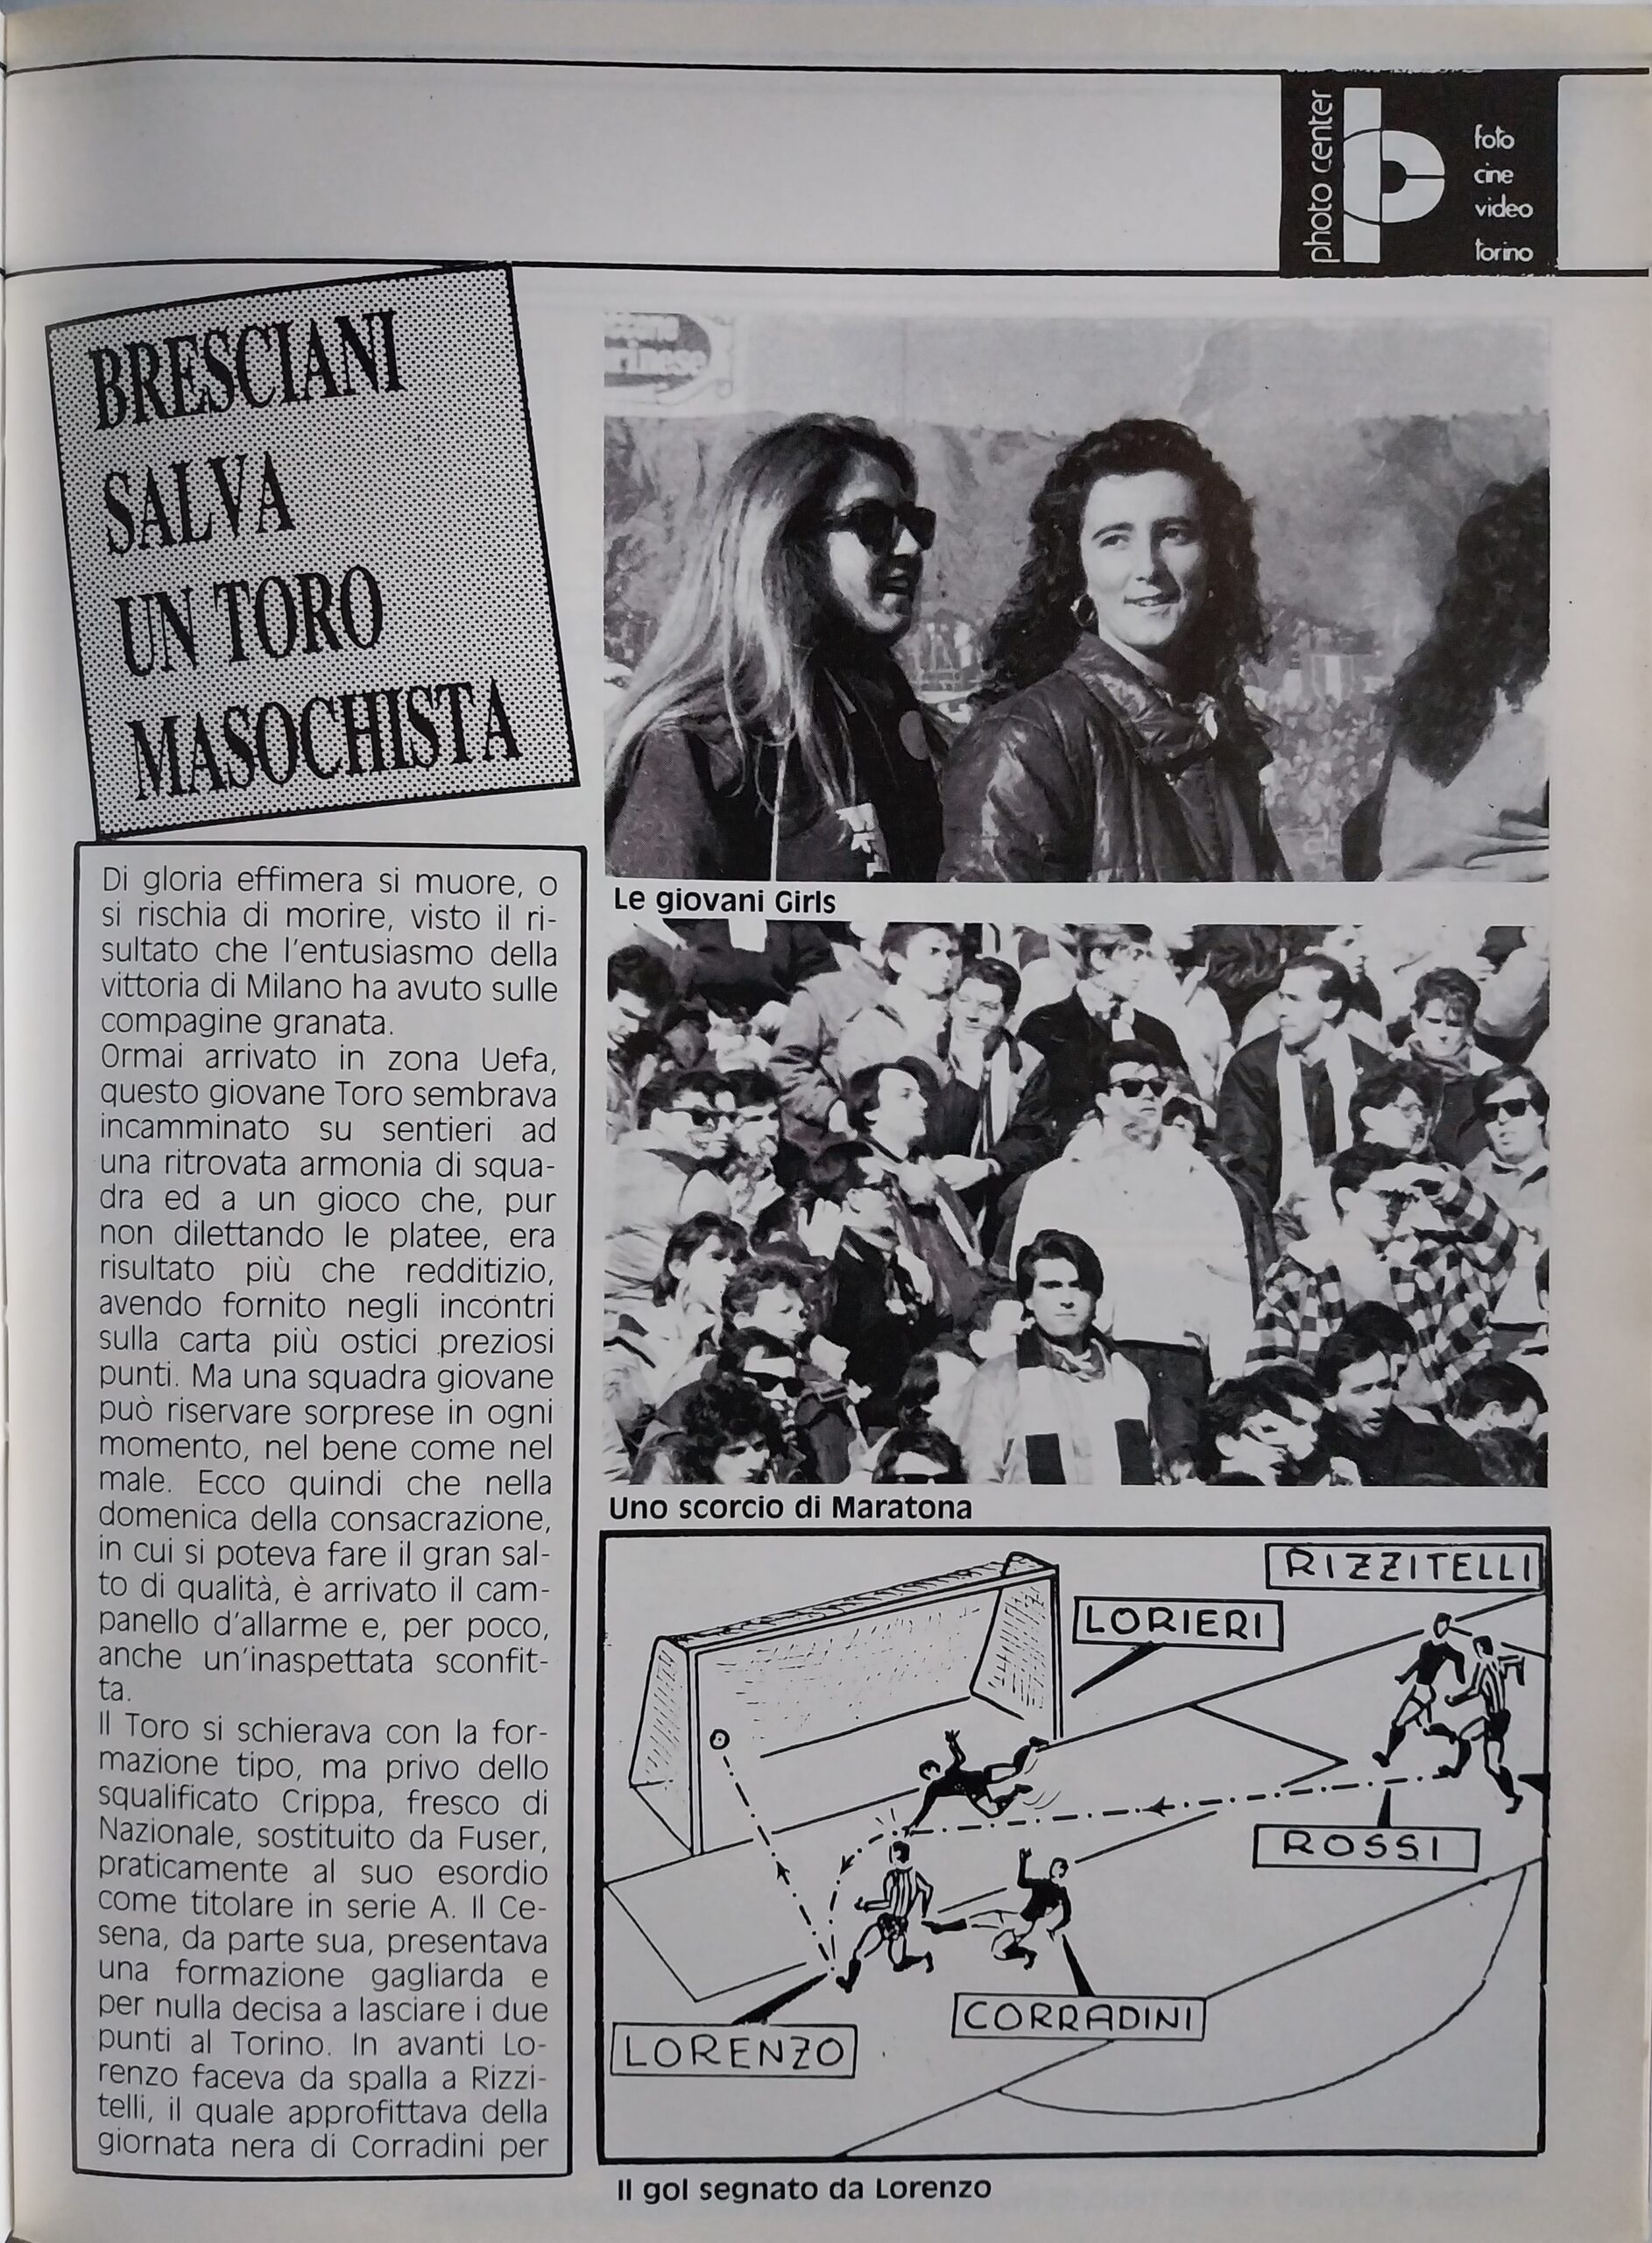 photo center
foto
cine
video
torino
BRESCIANI
SALVA
UN TORO
MASOCHISTA
Di gloria effimera si muore, o
si rischia di morire, visto il ri-
sultato che l'entusiasmo della
vittoria di Milano ha avuto sulle
compagine granata.
Ormai arrivato in zona Uefa,
questo giovane Toro sembrava
incamminato su sentieri ad
una ritrovata armonia di squa-
dra ed a un gioco che, pur
non dilettando le platee, era
risultato più che redditizio,
avendo fornito negli incontri
sulla carta più ostici preziosi
punti. Ma una squadra giovane
può riservare sorprese in ogni
momento, nel bene come nel
male. Ecco quindi che nella
domenica della consacrazione,
in cui si poteva fare il gran sal-
to di qualità, è arrivato il cam-
panello d'allarme e, per poco,
anche un'inaspettata sconfit-
ta.
Il Toro si schierava con la for-
mazione tipo, ma privo dello
squalificato Crippa, fresco di
Nazionale, sostituito da Fuser,
praticamente al suo esordio
come titolare in serie A. Il Ce-
sena, da parte sua, presentava
una formazione gagliarda e
per nulla decisa a lasciare i due
punti al Torino. In avanti Lo-
renzo faceva da spalla a Rizzi-
telli, il quale approfittava della
giornata nera di Corradini per
Le giovani Girls
Uno scorcio di Maratona
RIZZITELLI
LORIERI
ROSSI
CORRADINI
LORENZO
Il gol segnato da Lorenzo